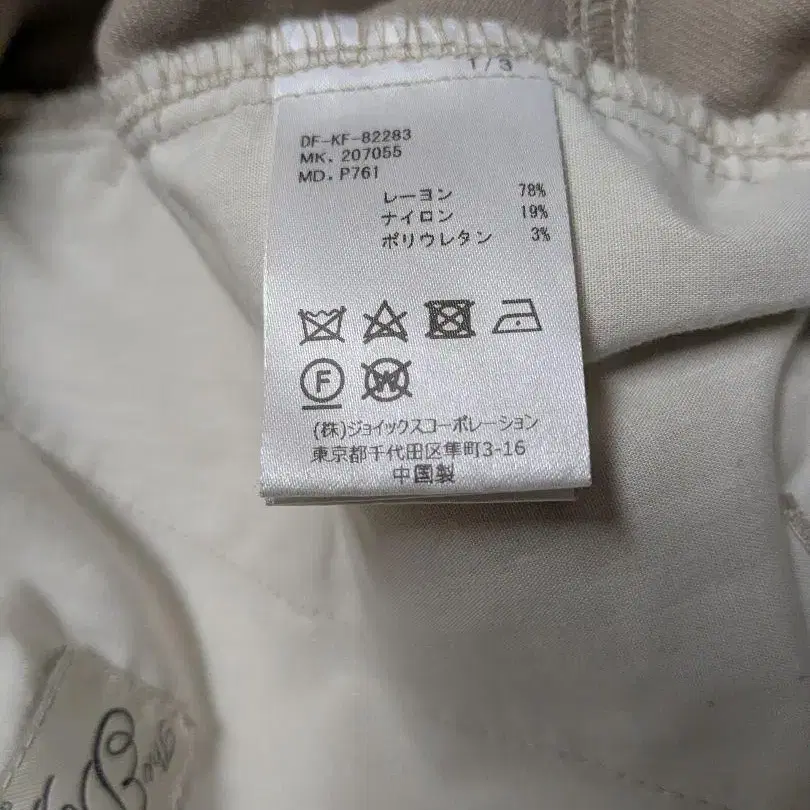 1/3
DF-KF-82283
MK. 207055
MD. P761
レーヨン 78%
ナイロン 19%
ポリウレタン 3%
F W
(株)ジョイックスコーポレーション
東京都千代田区隼町3-16
中国製